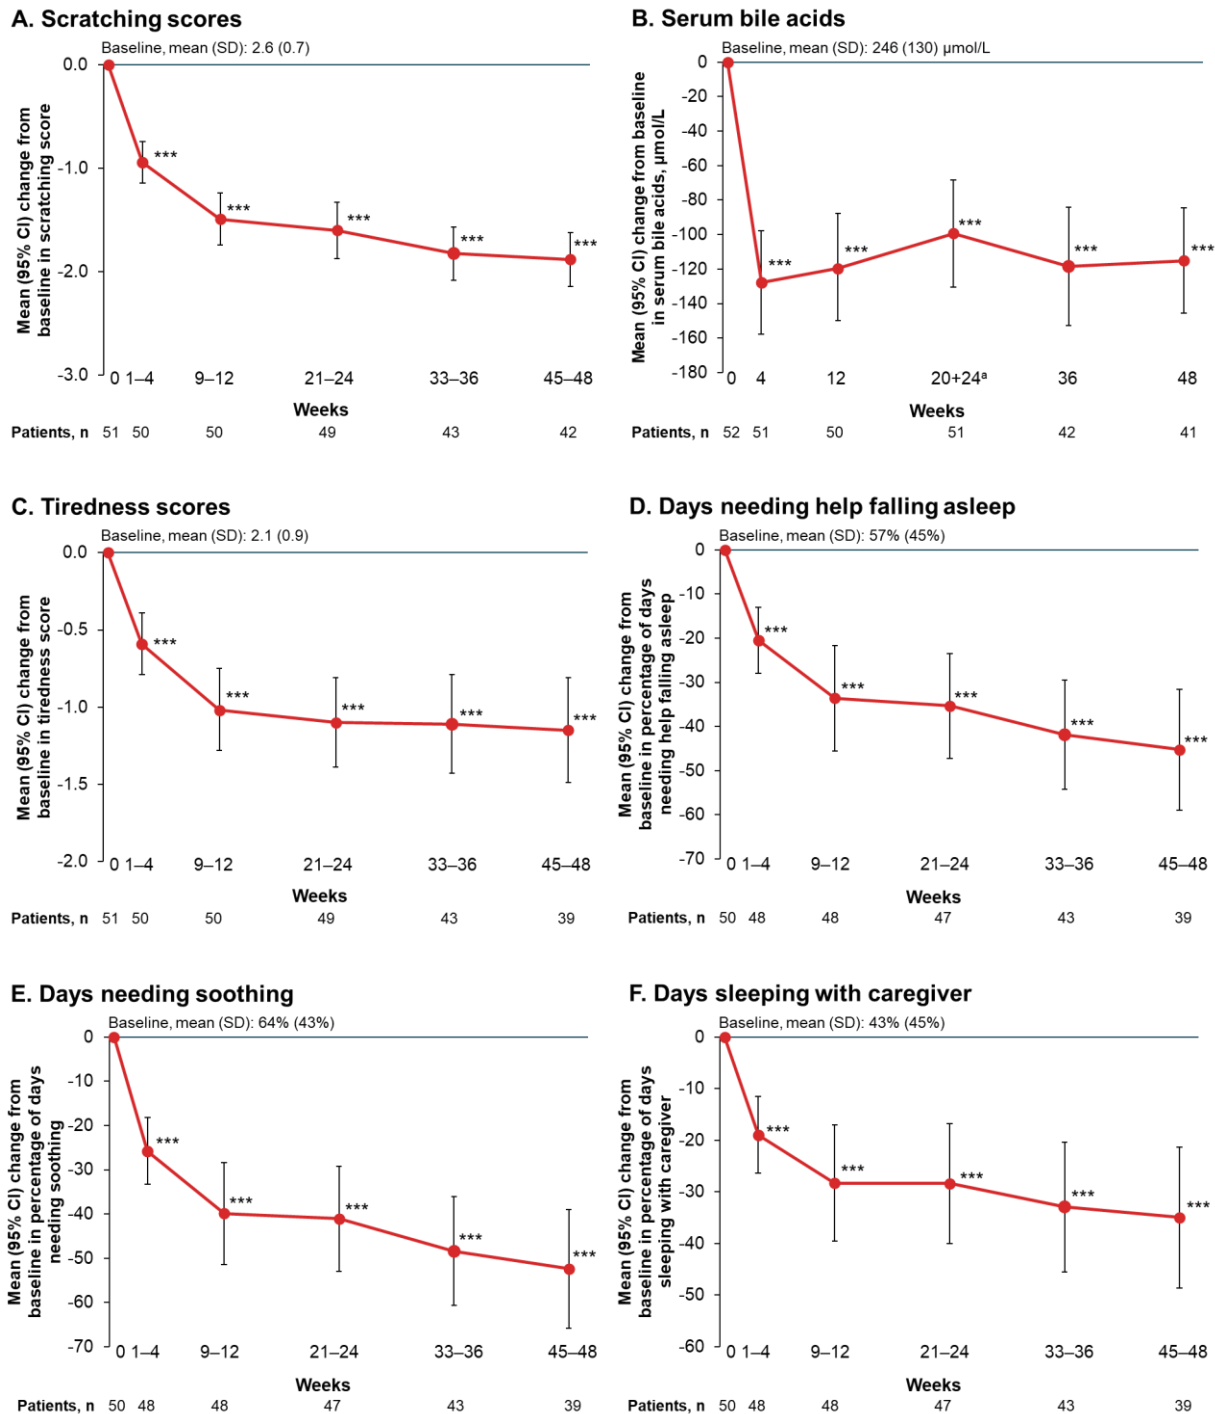 A. Scratching scores
Baseline, mean (SD): 2.6 (0.7)
Mean (95% CI) change from
baseline in scratching score
0.0
-1.0
-2.0
-3.0
***
***
***
***
***
0 1–4 9–12 21–24 33–36 45–48
Weeks
Patients, n 51 50 50 49 43 42
B. Serum bile acids
Baseline, mean (SD): 246 (130) µmol/L
Mean (95% CI) change from baseline
in serum bile acids, µmol/L
0
-20
-40
-60
-80
-100
-120
-140
-160
-180
***
***
***
***
***
0 4 12 20+24ᵃ 36 48
Weeks
Patients, n 52 51 50 51 42 41
C. Tiredness scores
Baseline, mean (SD): 2.1 (0.9)
Mean (95% CI) change from
baseline in tiredness score
0.0
-0.5
-1.0
-1.5
-2.0
***
***
***
***
***
0 1–4 9–12 21–24 33–36 45–48
Weeks
Patients, n 51 50 50 49 43 39
D. Days needing help falling asleep
Baseline, mean (SD): 57% (45%)
Mean (95% CI) change from
baseline in percentage of days
needing help falling asleep
0
-10
-20
-30
-40
-50
-60
-70
***
***
***
***
***
0 1–4 9–12 21–24 33–36 45–48
Weeks
Patients, n 50 48 48 47 43 39
E. Days needing soothing
Baseline, mean (SD): 64% (43%)
Mean (95% CI) change from
baseline in percentage of days
needing soothing
0
-10
-20
-30
-40
-50
-60
-70
***
***
***
***
***
0 1–4 9–12 21–24 33–36 45–48
Weeks
Patients, n 50 48 48 47 43 39
F. Days sleeping with caregiver
Baseline, mean (SD): 43% (45%)
Mean (95% CI) change from
baseline in percentage of days
sleeping with caregiver
0
-10
-20
-30
-40
-50
-60
***
***
***
***
***
0 1–4 9–12 21–24 33–36 45–48
Weeks
Patients, n 50 48 48 47 43 39